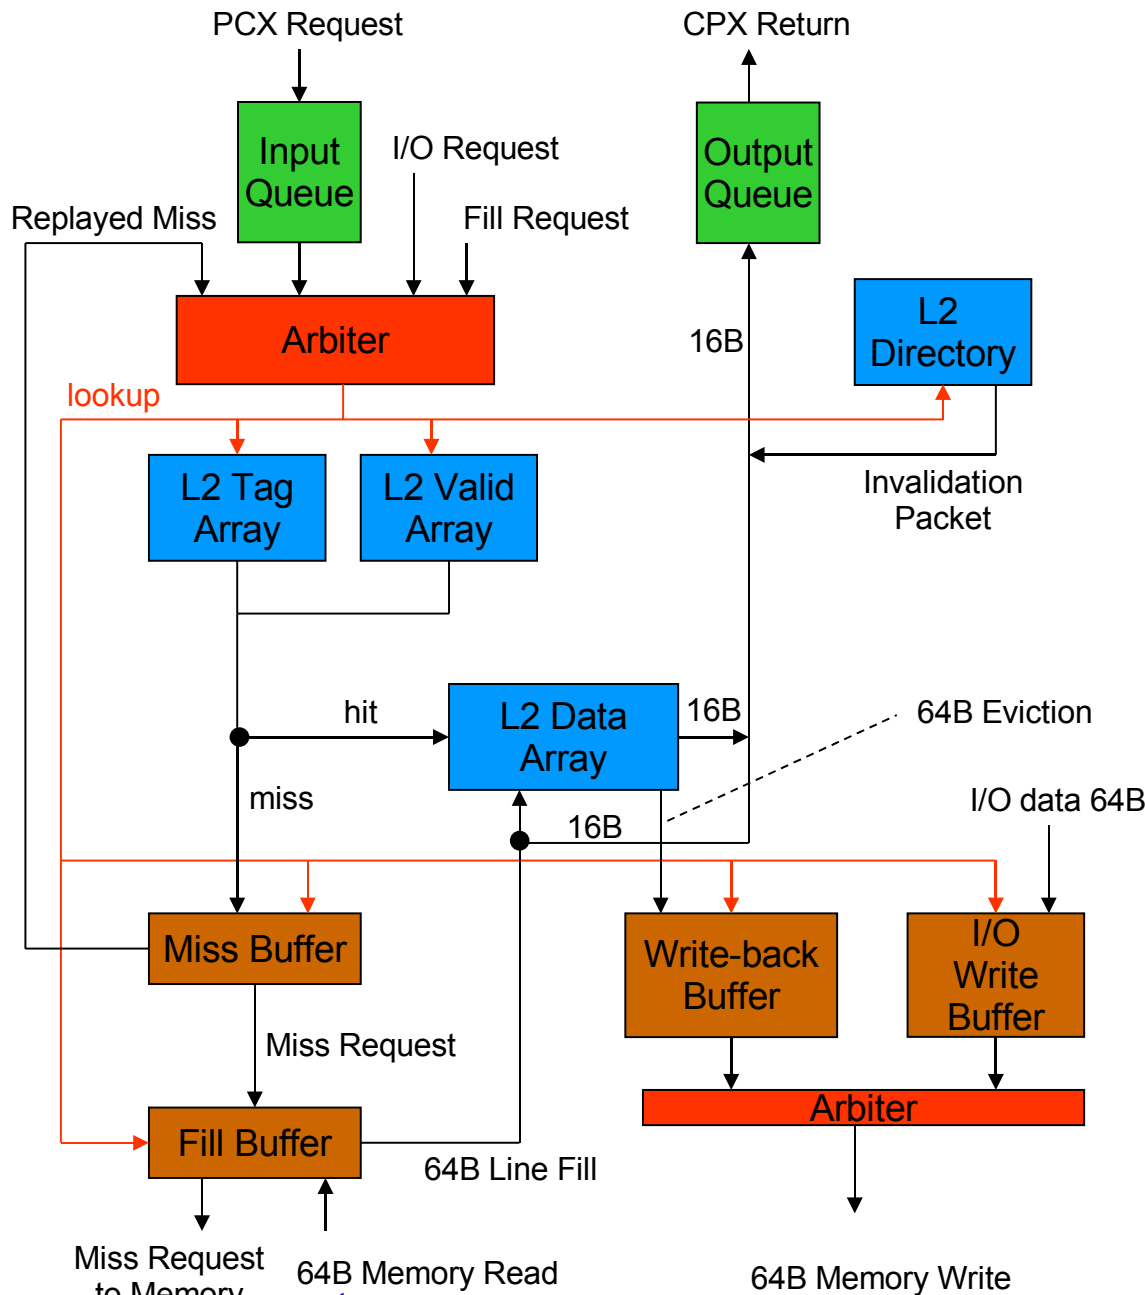 PCX Request
CPX Return
Input
Queue
I/O Request
Output
Queue
Replayed Miss
Fill Request
Arbiter
16B
L2
Directory
lookup
L2 Tag
Array
L2 Valid
Array
Invalidation
Packet
hit
L2 Data
Array
16B
64B Eviction
miss
16B
I/O data 64B
Miss Buffer
Write-back
Buffer
I/O
Write
Buffer
Miss Request
Arbiter
Fill Buffer
64B Line Fill
Miss Request
to Memory
64B Memory Read
64B Memory Write